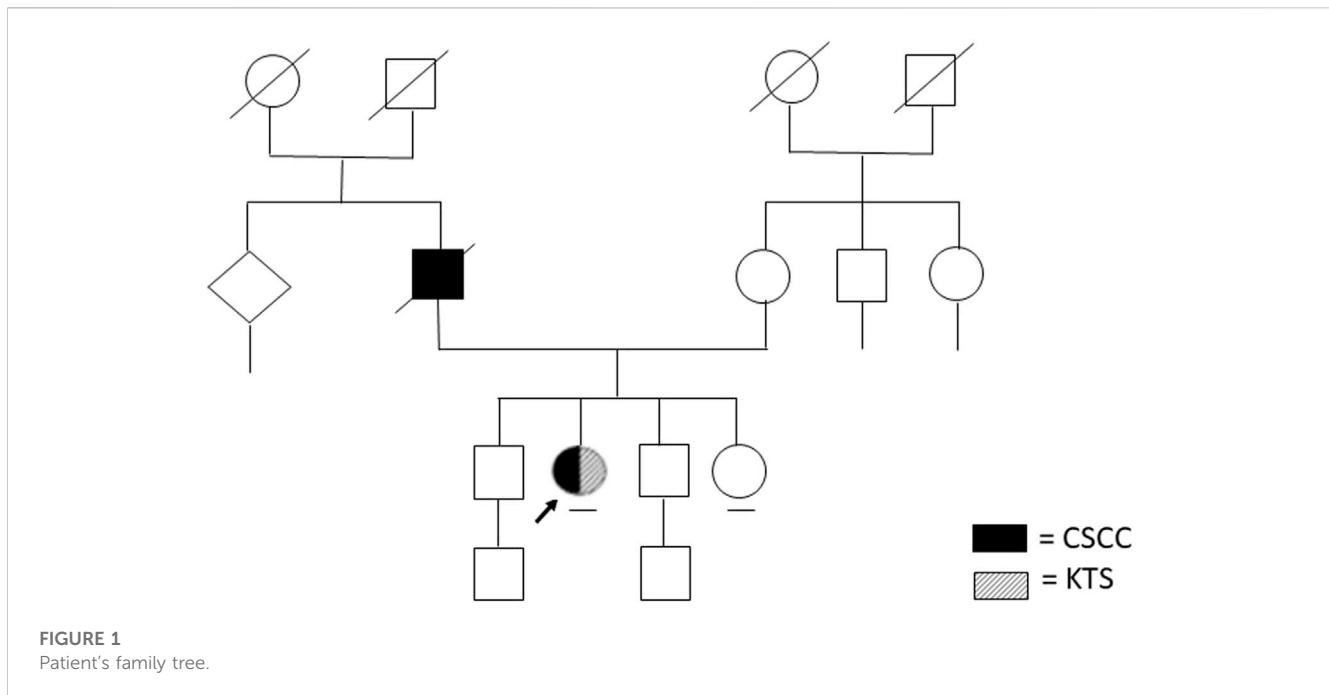 = CSCC
= KTS
FIGURE 1
Patient's family tree.